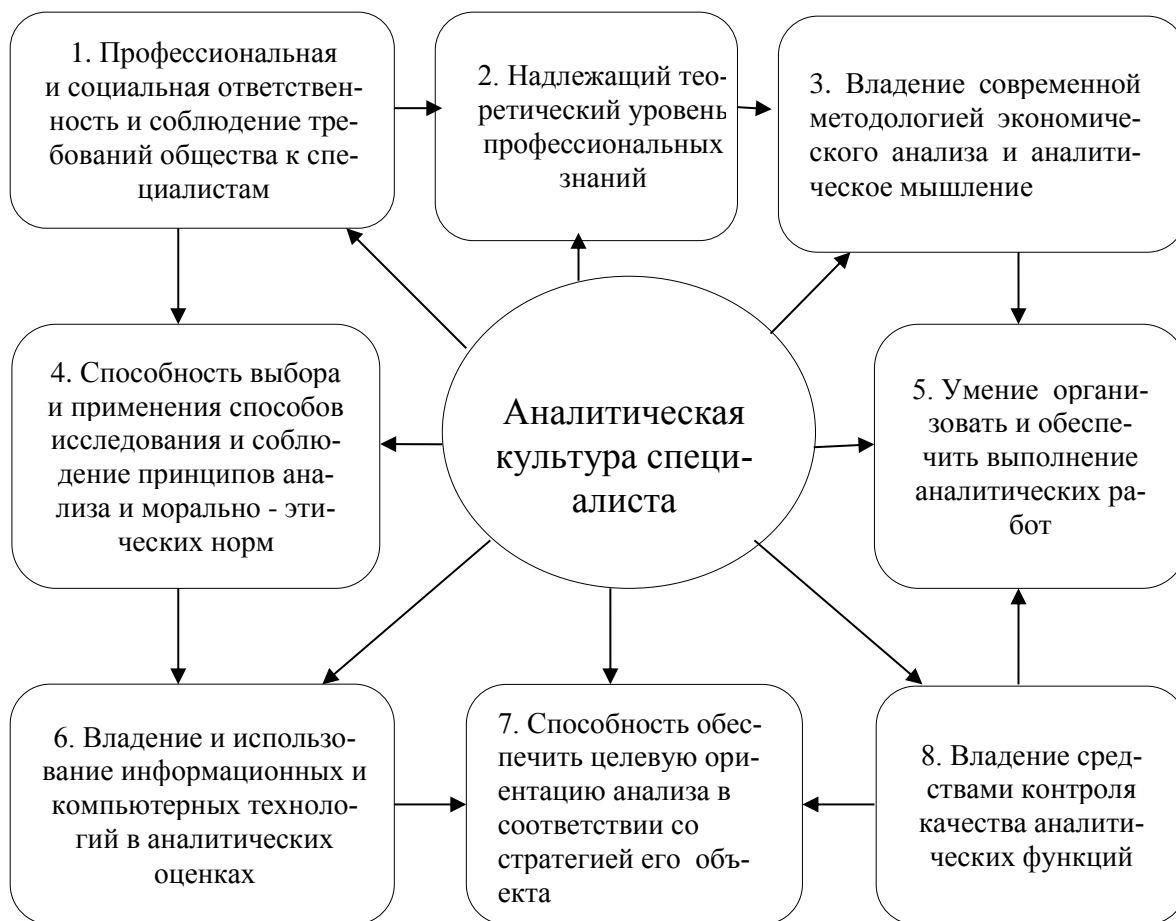 1. Профессиональная
и социальная ответствен-
ность и соблюдение тре-
бований общества к спе-
циалистам
2. Надлежащий тео-
ретический уровень
профессиональных
знаний
3. Владение современной
методологией экономиче-
ского анализа и аналити-
ческое мышление
4. Способность выбора
и применения способов
исследования и соблю-
дение принципов ана-
лиза и морально - эти-
ческих норм
Аналитическая
культура специ-
алиста
5. Умение организ-
зовать и обеспе-
чить выполнение
аналитических ра-
бот
6. Владение и использо-
вание информационных и
компьютерных техноло-
гий в аналитических
оценках
7. Способность обес-
печить целевую ори-
ентацию анализа в
соответствии со
стратегией его объ-
екта
8. Владение сред-
ствами контроля
качества аналити-
ческих функций